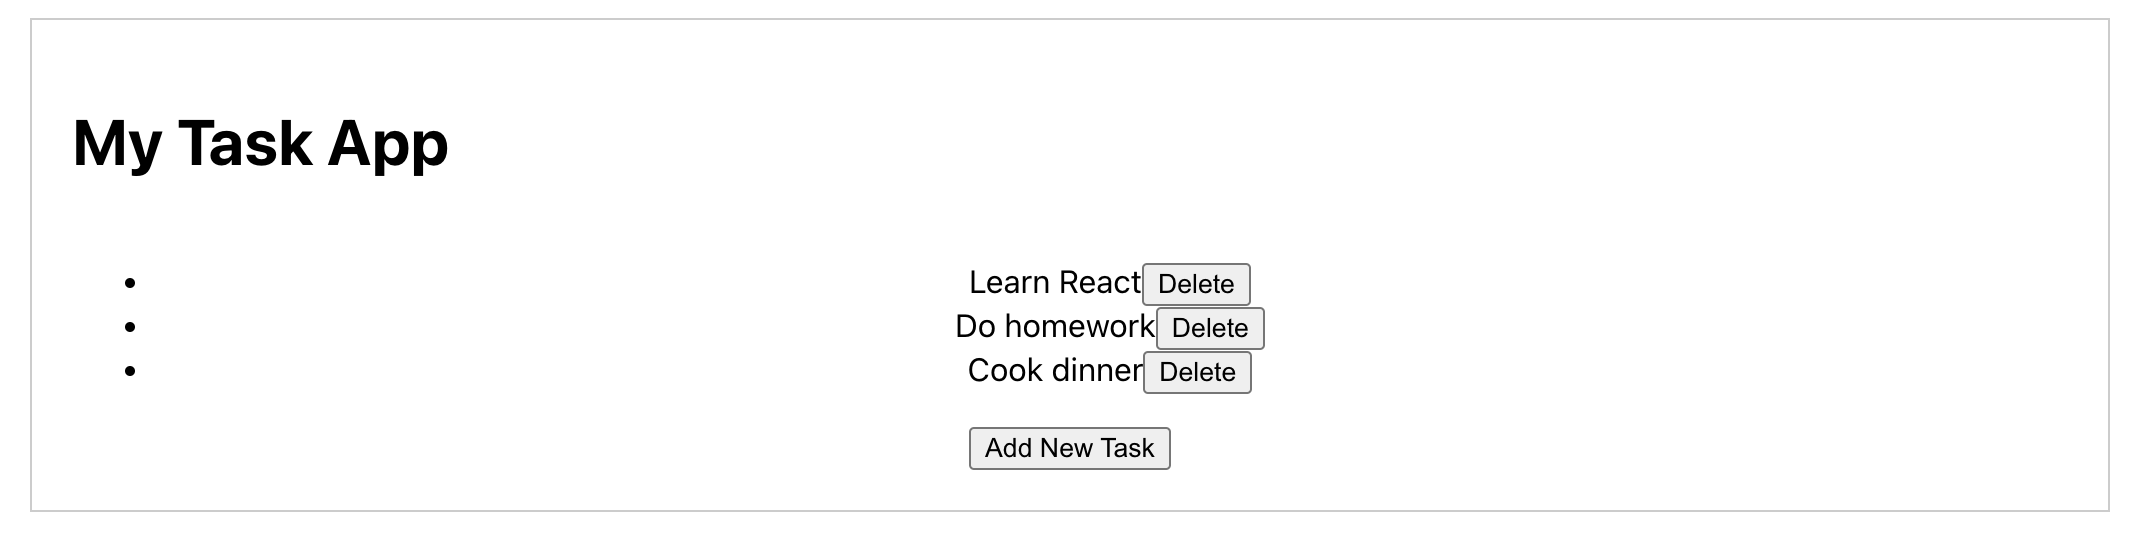 My Task App
• Learn React Delete
• Do homework Delete
• Cook dinner Delete
Add New Task